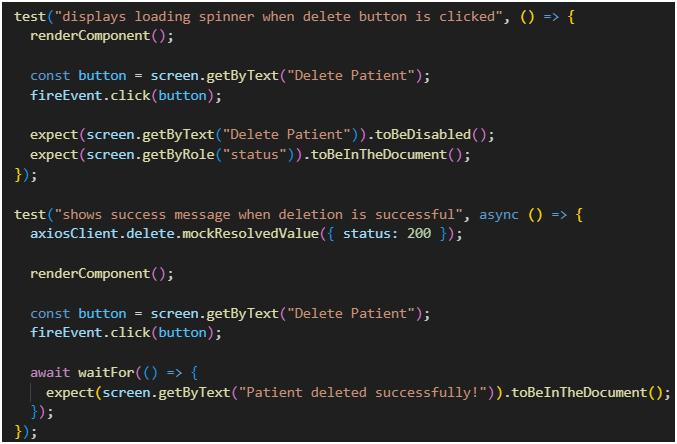 test("displays loading spinner when delete button is clicked", () => {
  renderComponent();

  const button = screen.getByText("Delete Patient");
  fireEvent.click(button);

  expect(screen.getByText("Delete Patient")).toBeDisabled();
  expect(screen.getByRole("status")).toBeInTheDocument();
});

test("shows success message when deletion is successful", async () => {
  axiosClient.delete.mockResolvedValue({ status: 200 });

  renderComponent();

  const button = screen.getByText("Delete Patient");
  fireEvent.click(button);

  await waitFor(() => {
    expect(screen.getByText("Patient deleted successfully!")).toBeInTheDocument();
  });
});